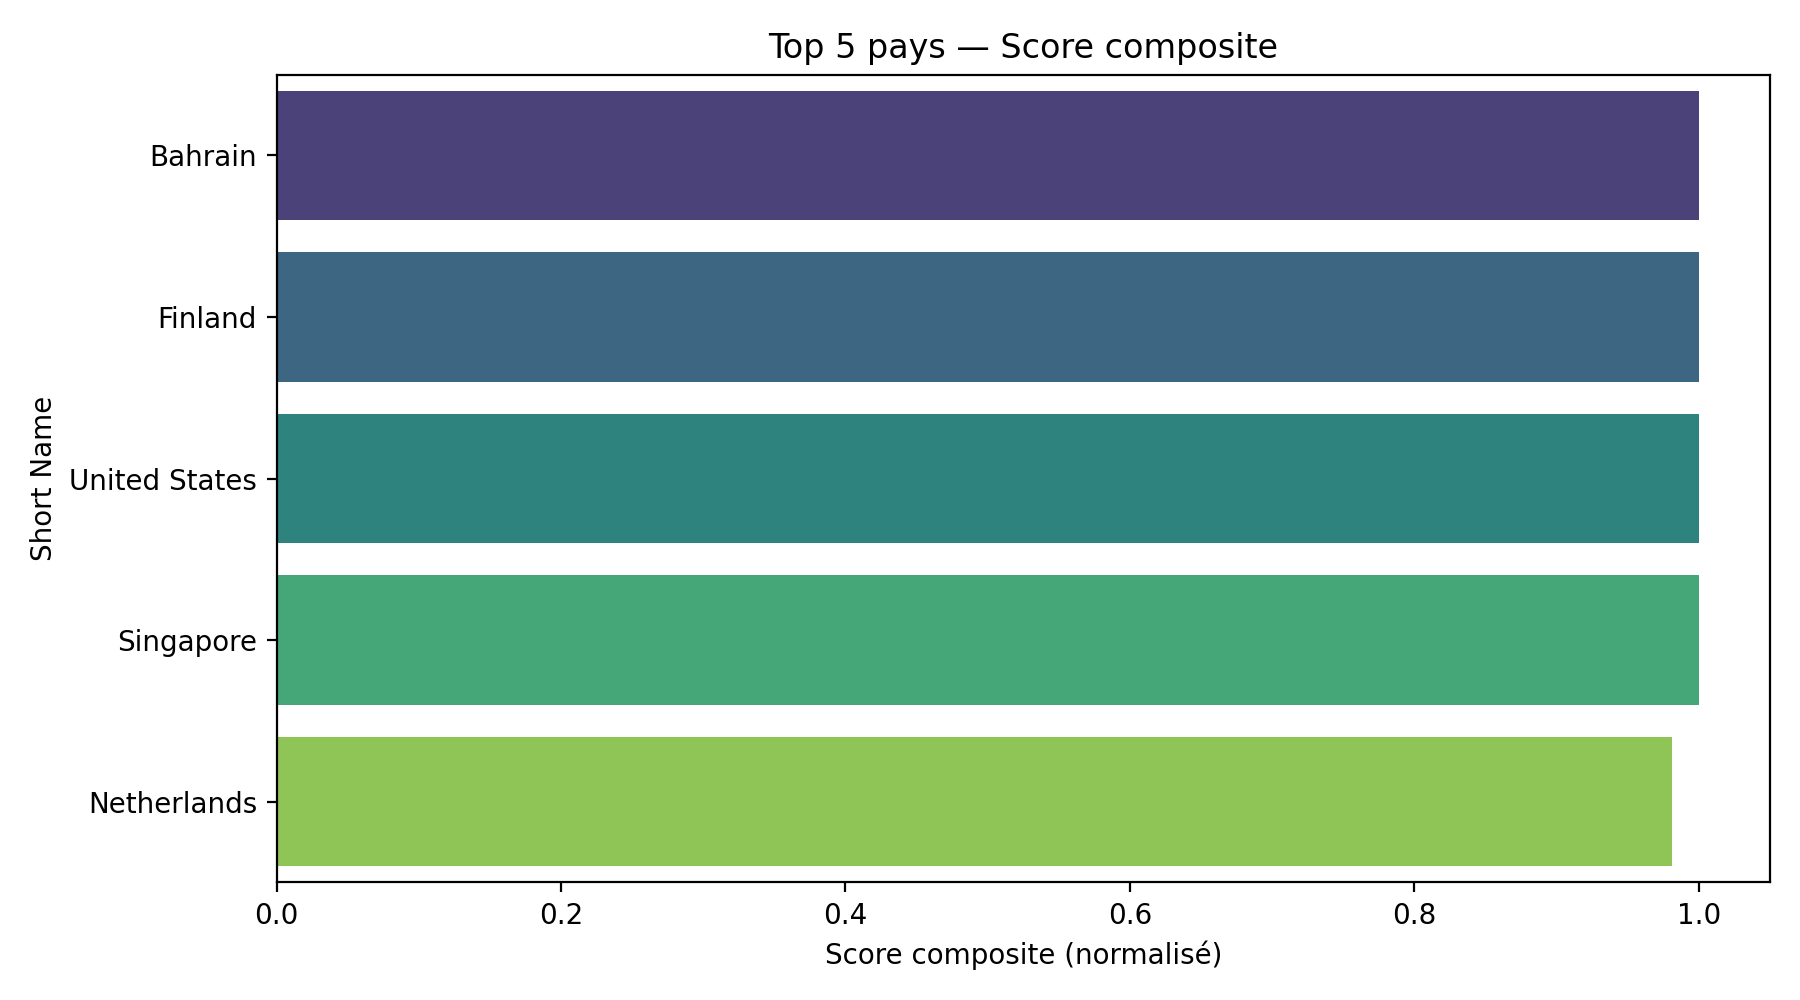 Top 5 pays — Score composite
Bahrain
Finland
United States
Singapore
Netherlands
Short Name
0.0 0.2 0.4 0.6 0.8 1.0
Score composite (normalisé)